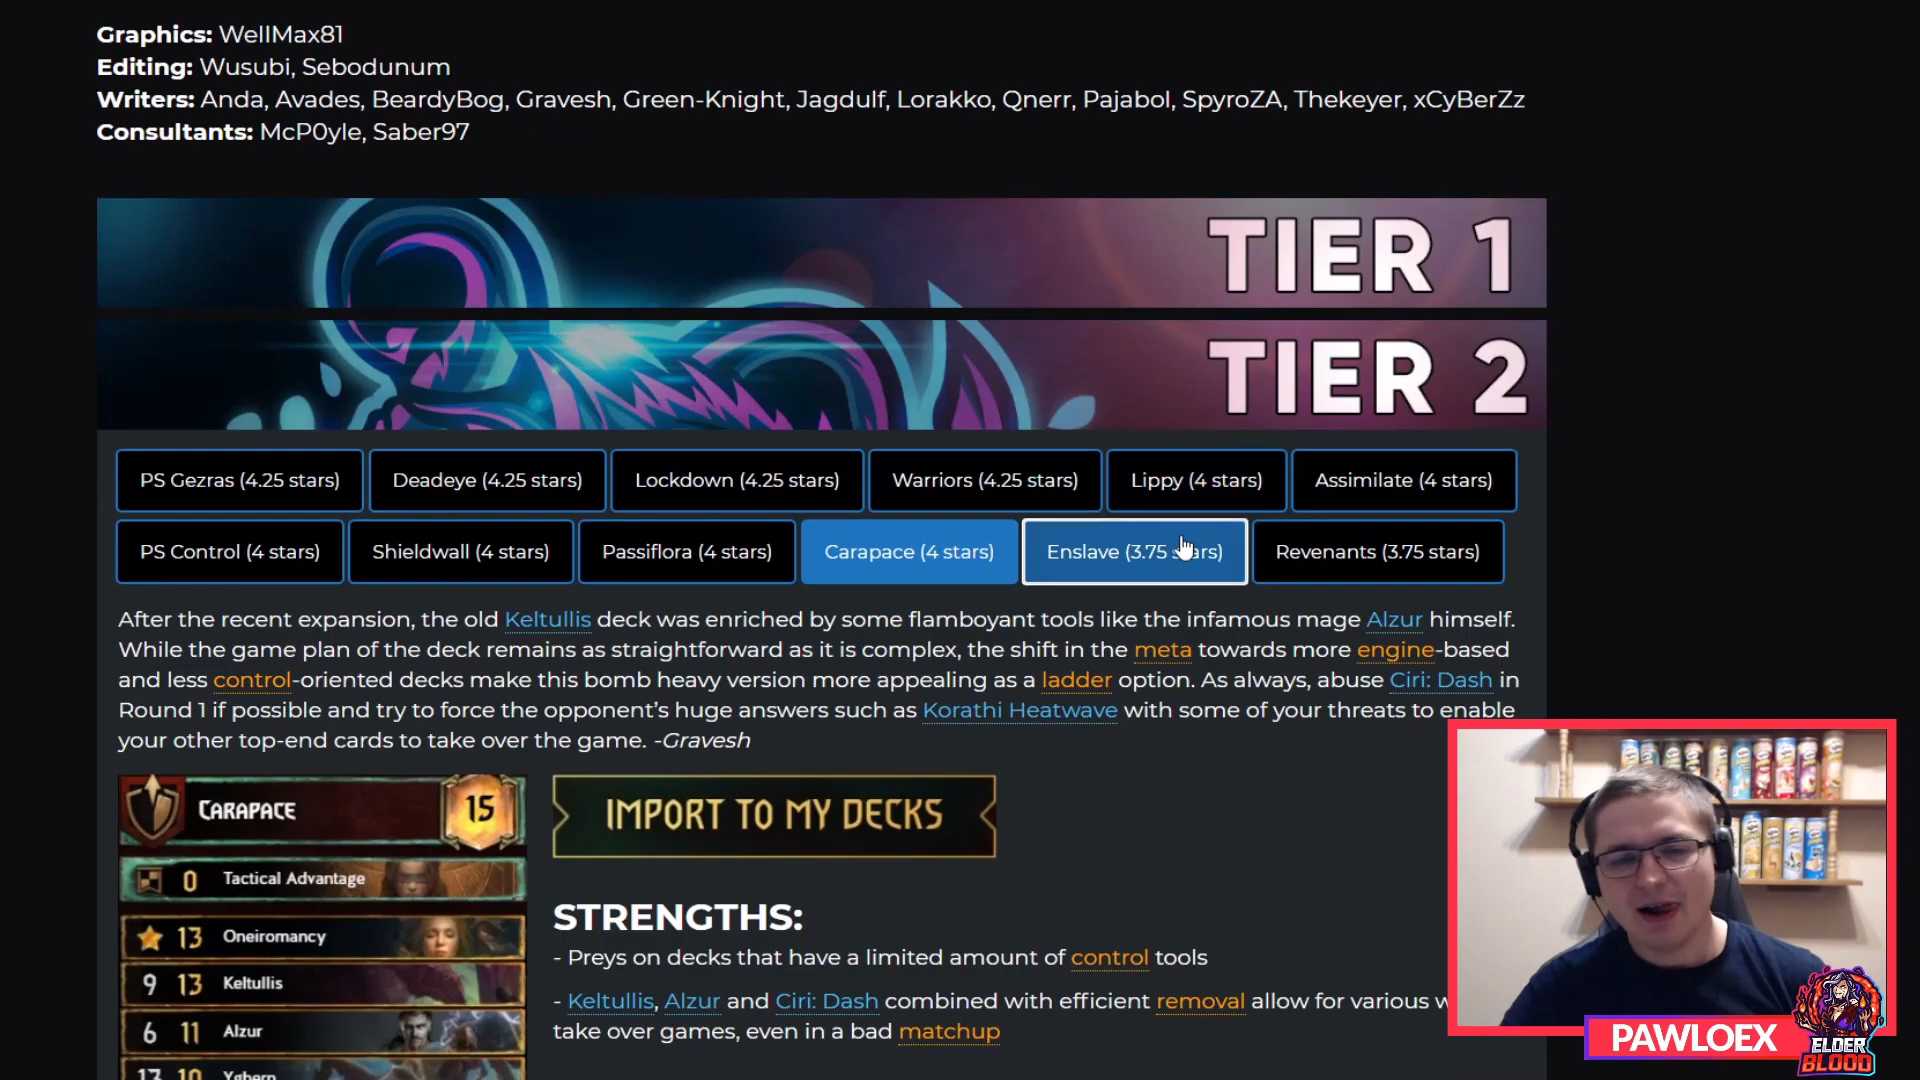 Graphics: WellMax81
Editing: Wusubi, Sebodunum
Writers: Anda, Avades, BeardyBog, Gravesh, Green-Knight, Jagdulf, Lorakko, Qnerr, Pajabol, SpyroZA, Thekeyer, xCyBerZz
Consultants: McP0yle, Saber97
TIER 1
TIER 2
PS Gezras (4.25 stars) Deadeye (4.25 stars) Lockdown (4.25 stars) Warriors (4.25 stars) Lippy (4 stars) Assimilate (4 stars)
PS Control (4 stars) Shieldwall (4 stars) Passiflora (4 stars) Carapace (4 stars) Enslave (3.75 stars) Revenants (3.75 stars)
After the recent expansion, the old Keltullis deck was enriched by some flamboyant tools like the infamous mage Alzur himself.
While the game plan of the deck remains as straightforward as it is complex, the shift in the meta towards more engine-based
and less control-oriented decks make this bomb heavy version more appealing as a ladder option. As always, abuse Ciri: Dash in
Round 1 if possible and try to force the opponent's huge answers such as Korathi Heatwave with some of your threats to enable
your other top-end cards to take over the game. -Gravesh
CARAPACE 15
0 Tactical Advantage
13 Oneiromancy
9 13 Keltullis
6 11 Alzur
IMPORT TO MY DECKS
STRENGTHS:
- Preys on decks that have a limited amount of control tools
- Keltullis, Alzur and Ciri: Dash combined with efficient removal allow for various
take over games, even in a bad matchup
PAWLOEX
ELDER
BLOOD